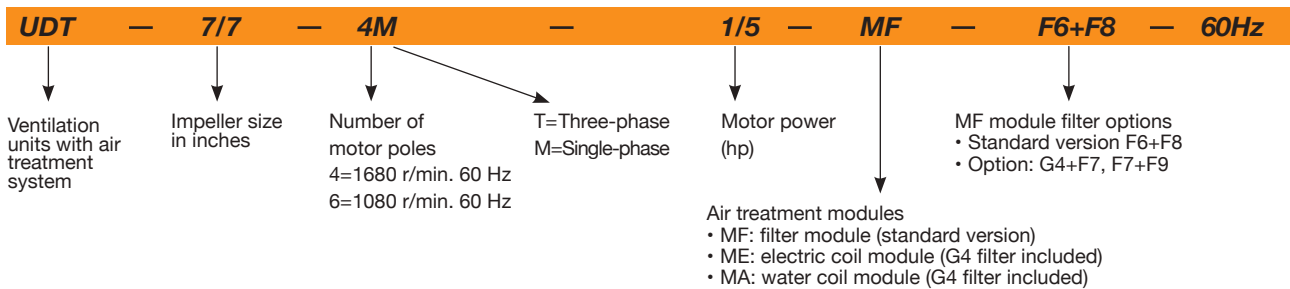 UDT — 7/7 — 4M — 1/5 — MF — F6+F8 — 60Hz
Ventilation
units with air
treatment
system
Impeller size
in inches
Number of
motor poles
4=1680 r/min. 60 Hz
6=1080 r/min. 60 Hz
T=Three-phase
M=Single-phase
Motor power
(hp)
Air treatment modules
• MF: filter module (standard version)
• ME: electric coil module (G4 filter included)
• MA: water coil module (G4 filter included)
MF module filter options
• Standard version F6+F8
• Option: G4+F7, F7+F9